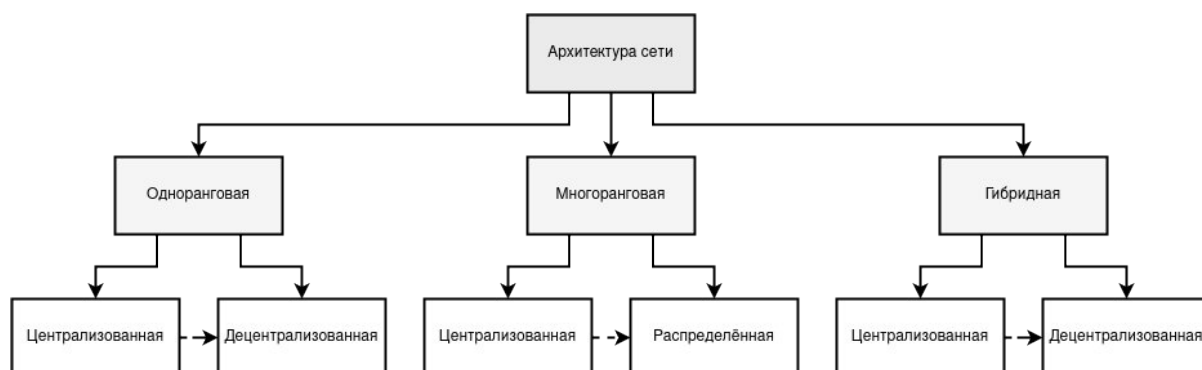 Архитектура сети
Одноранговая
Многоранговая
Гибридная
Централизованная
Децентрализованная
Централизованная
Распределённая
Централизованная
Децентрализованная